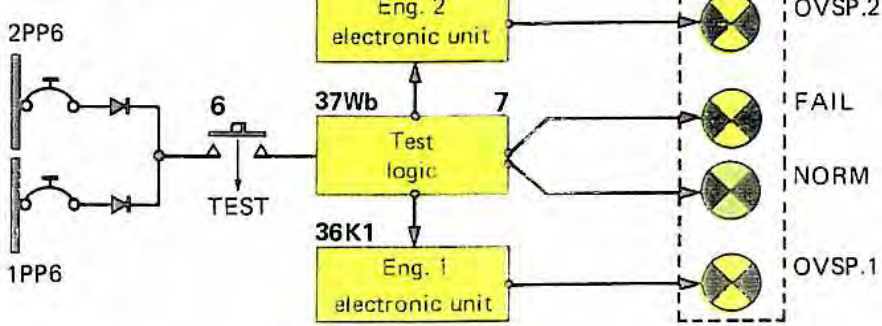 Eng. 2
electronic unit
OVSP.2
2PP6
6
37Wb
7
FAIL
Test
logic
TEST
NORM
36K1
1PP6
Eng. 1
electronic unit
OVSP.1